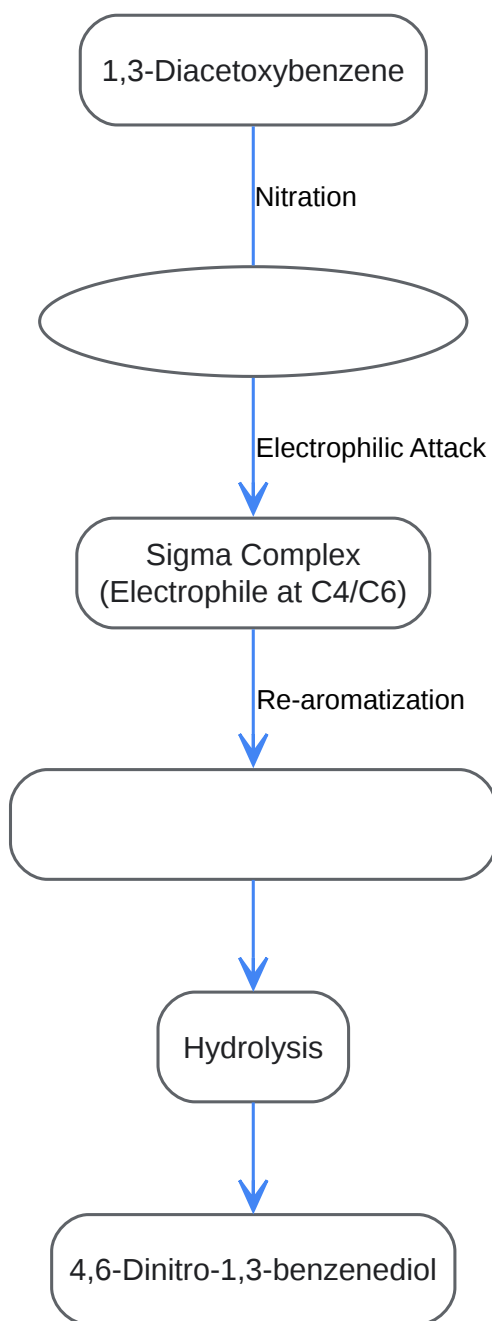 1,3-Diacetoxybenzene
Nitration
Electrophilic Attack
Sigma Complex
(Electrophile at C4/C6)
Re-aromatization
Hydrolysis
4,6-Dinitro-1,3-benzenediol